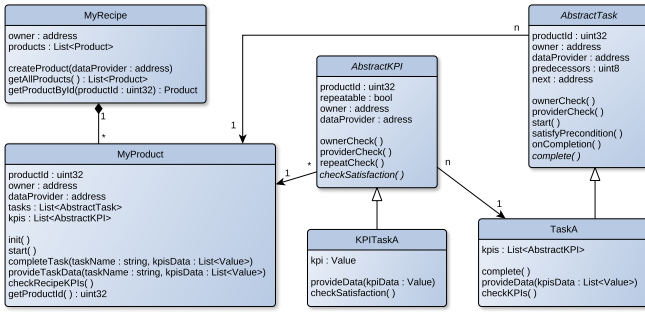 MyRecipe
owner : address
products : List<Product>
createProduct(dataProvider : address)
getAllProducts( ) : List<Product>
getProductById(productId : uint32) : Product
1
*
MyProduct
productId : uint32
owner : address
dataProvider : address
tasks : List<AbstractTask>
kpis : List<AbstractKPI>
init( )
start( )
completeTask(taskName : string, kpisData : List<Value>)
provideTaskData(taskName : string, kpisData : List<Value>)
checkRecipeKPIs( )
getProductId( ) : uint32
n
1
AbstractKPI
productId : uint32
repeatable : bool
owner : address
dataProvider : adress
ownerCheck( )
providerCheck( )
repeatCheck( )
checkSatisfaction( )
*
1
n
1
KPITaskA
kpi : Value
provideData(kpiData : Value)
checkSatisfaction( )
AbstractTask
productId : uint32
owner : address
dataProvider : address
predecessors : uint8
next : address
ownerCheck( )
providerCheck( )
start( )
satisfyPrecondition( )
onCompletion( )
complete( )
TaskA
kpis : List<AbstractKPI>
complete( )
provideData(kpisData : List<Value>)
checkKPIs( )